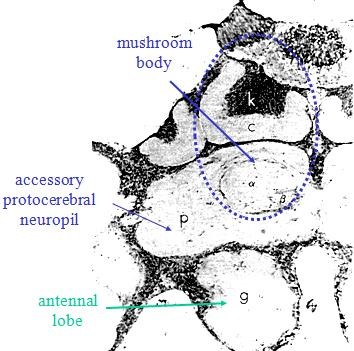 mushroom
body
k
c
α
β
accessory
protocerebral
neuropil
p
antennal
lobe
g